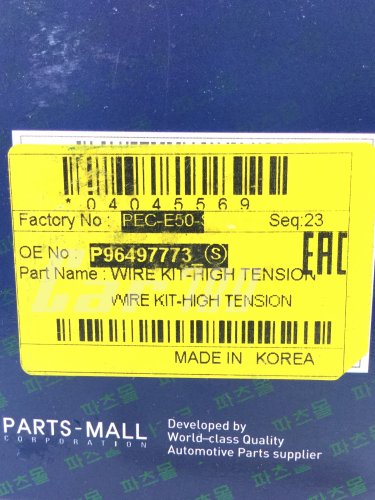 *04045569
Factory No : PEC-E50- Seq:23
OE No : P96497773 (S)
EAC
Part Name : WIRE KIT-HIGH TENSION
WIRE KIT-HIGH TENSION
MADE IN KOREA
PARTS-MALL
CORPORATION
Developed by
World-class Quality
Automotive Parts supplier
파츠몰